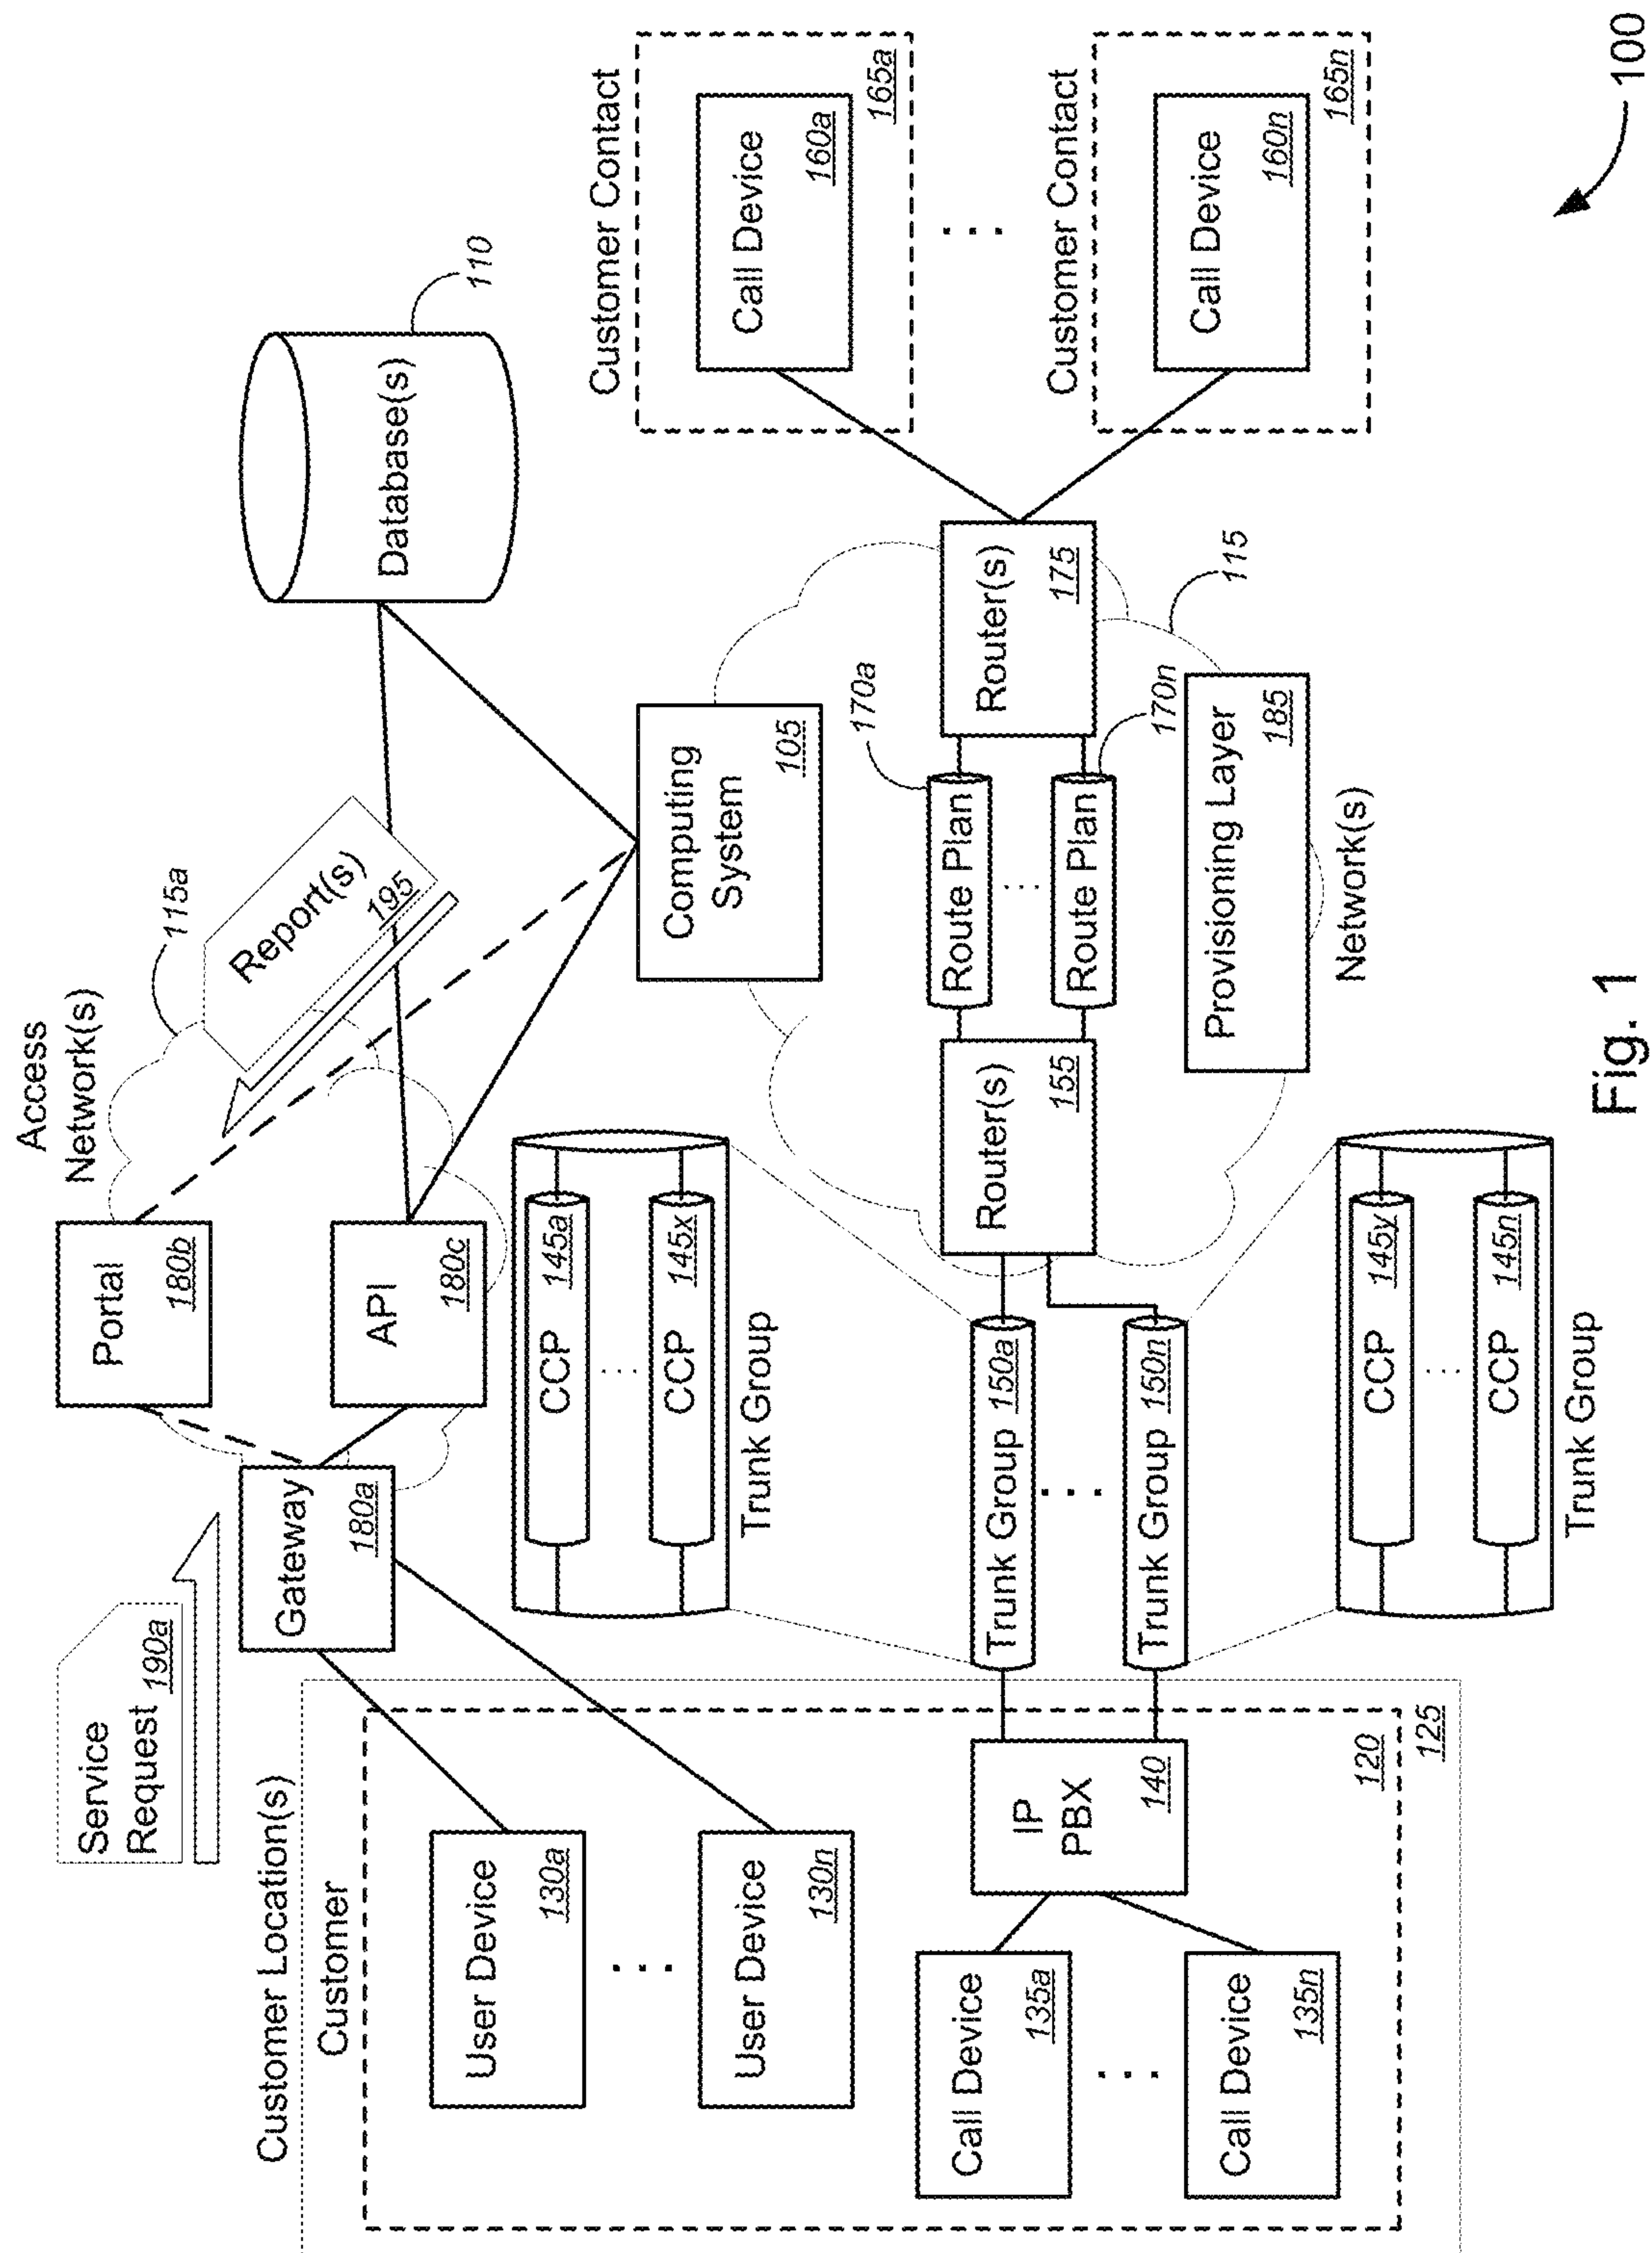 Service
Request 190a
Access
Network(s)
115a
Portal
180b
Report(s)
195
Gateway
180a
API
180c
Database(s)
110
Customer Location(s)
Customer
User Device
130a
. . .
User Device
130n
CCP 145a
. . .
CCP 145x
Trunk Group
Computing
System
105
Customer Contact
Call Device
160a
165a
. . .
Customer Contact
Call Device
160n
165n
Call Device
135a
. . .
Call Device
135n
IP
PBX
140
120
125
Trunk Group 150a
. . .
Trunk Group 150n
Router(s)
155
170a
Route Plan
. . .
Route Plan
170n
Router(s)
175
115
Provisioning Layer
185
Network(s)
CCP 145y
. . .
CCP 145n
Trunk Group
Fig. 1
100